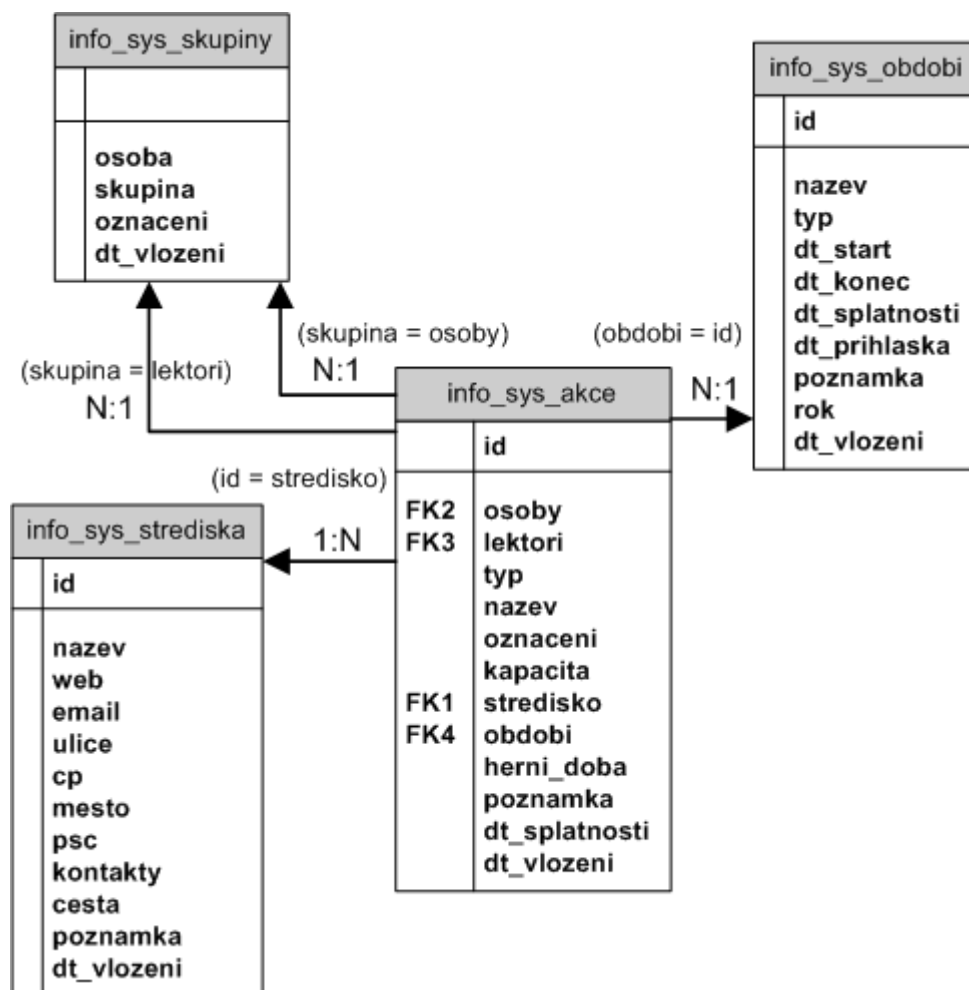 info_sys_skupiny
osoba
skupina
oznaceni
dt_vlozeni
info_sys_obdobi
id
nazev
typ
dt_start
dt_konec
dt_splatnosti
dt_prihlaska
poznamka
rok
dt_vlozeni
(skupina = osoby)
N:1
(obdobi = id)
N:1
(skupina = lektori)
N:1
(id = stredisko)
1:N
info_sys_akce
id
FK2 osoby
FK3 lektori
typ
nazev
oznaceni
kapacita
FK1 stredisko
FK4 obdobi
herni_doba
poznamka
dt_splatnosti
dt_vlozeni
info_sys_strediska
id
nazev
web
email
ulice
cp
mesto
psc
kontakty
cesta
poznamka
dt_vlozeni